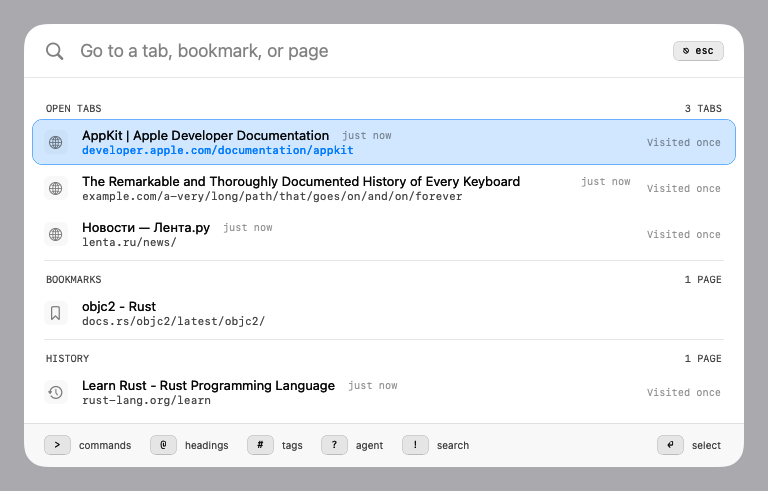 Go to a tab, bookmark, or page
esc
OPEN TABS 3 TABS
AppKit | Apple Developer Documentation just now
developer.apple.com/documentation/appkit
Visited once
The Remarkable and Thoroughly Documented History of Every Keyboard just now
example.com/a-very/long/path/that/goes/on/and/on/forever
Visited once
Новости — Лента.ру just now
lenta.ru/news/
Visited once
BOOKMARKS 1 PAGE
objc2 - Rust
docs.rs/objc2/latest/objc2/
HISTORY 1 PAGE
Learn Rust - Rust Programming Language just now
rust-lang.org/learn
Visited once
> commands @ headings # tags ? agent ! search select